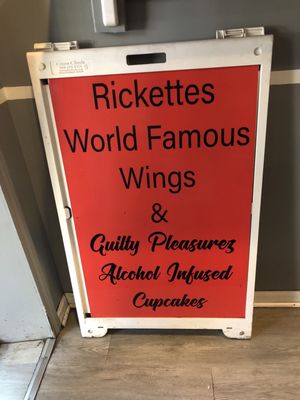 Rickettes
World Famous
Wings
&
Guilty Pleasurez
Alcohol Infused
Cupcakes